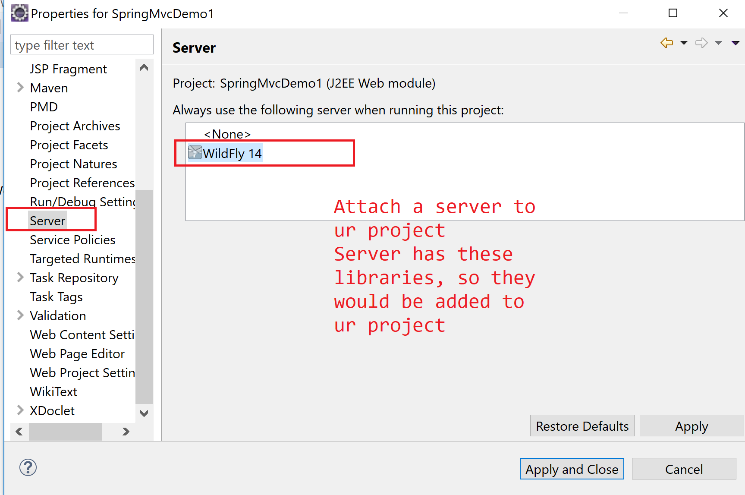 Properties for SpringMvcDemo1
type filter text
JSP Fragment
Maven
PMD
Project Archives
Project Facets
Project Natures
Project References
Run/Debug Settin
Server
Service Policies
Targeted Runtimes
Task Repository
Task Tags
Validation
Web Content Setti
Web Page Editor
Web Project Settin
WikiText
XDoclet
Server
Project: SpringMvcDemo1 (J2EE Web module)
Always use the following server when running this project:
<None>
WildFly 14
Attach a server to
ur project
Server has these
libraries, so they
would be added to
ur project
Restore Defaults
Apply
?
Apply and Close
Cancel